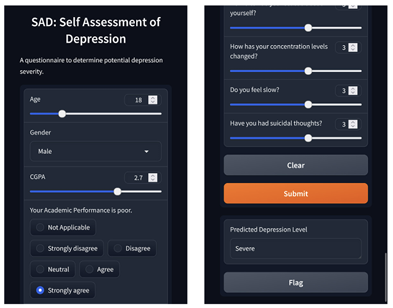 SAD: Self Assessment of
Depression
A questionnaire to determine potential depression
severity.
Age
18
Gender
Male
CGPA
2.7
Your Academic Performance is poor.
Not Applicable
Strongly disagree
Disagree
Neutral
Agree
Strongly agree
yourself?
How has your concentration levels
changed?
3
Do you feel slow?
3
Have you had suicidal thoughts?
3
Clear
Submit
Predicted Depression Level
Severe
Flag